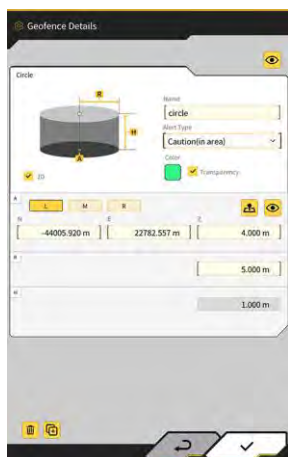 Geofence Details
Circle
R
H
A
3D
Name
circle
Alert Type
Caution(in area)
Color
Transparency
A
L M R
N E Z
-44005.920 m 22782.557 m 4.000 m
R
5.000 m
H
1.000 m